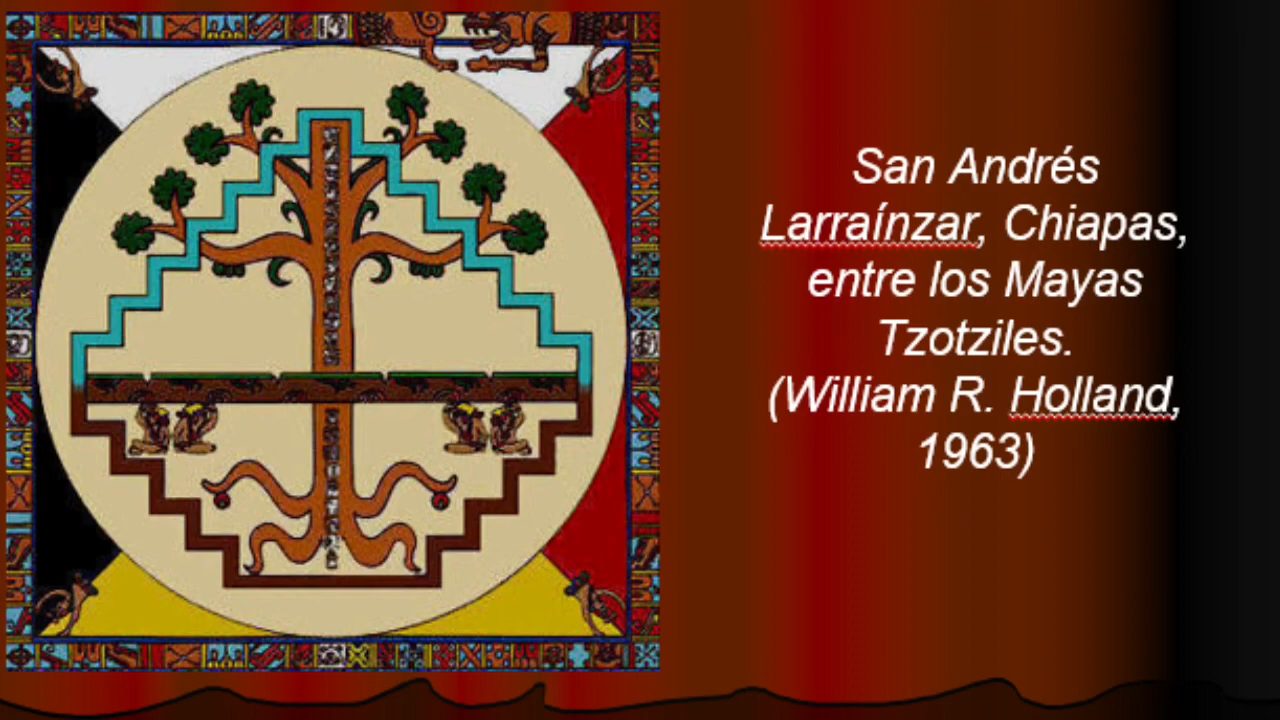 San Andrés
Larraínzar, Chiapas,
entre los Mayas
Tzotziles.
(William R. Holland,
1963)